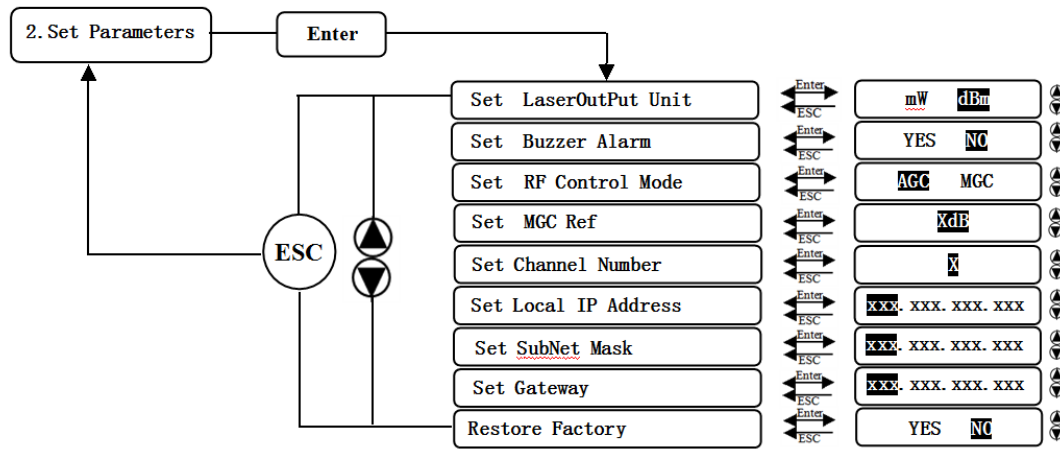 2.Set Parameters
Enter
Set LaserOutPut Unit
Enter
ESC
mW dBm
Set Buzzer Alarm
Enter
ESC
YES NO
Set RF Control Mode
Enter
ESC
AGC MGC
Set MGC Ref
Enter
ESC
XdB
ESC
Set Channel Number
Enter
ESC
X
Set Local IP Address
Enter
ESC
xxx. xxx. xxx. xxx
Set SubNet Mask
Enter
ESC
xxx. xxx. xxx. xxx
Set Gateway
Enter
ESC
xxx. xxx. xxx. xxx
Restore Factory
Enter
ESC
YES NO